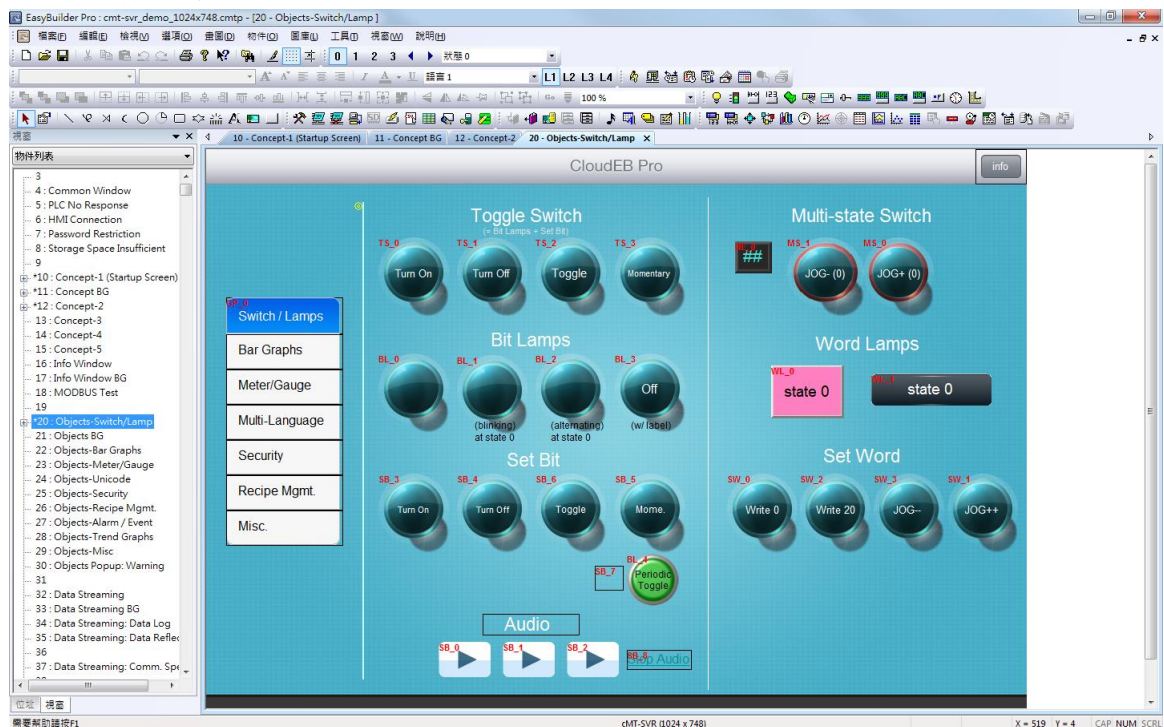 EasyBuilder Pro : cmt-svr_demo_1024x748.cmtp - [20 - Objects-Switch/Lamp ]
檔案(F) 編輯(E) 檢視(V) 選項(O) 畫圖(D) 物件(O) 圖庫(L) 工具(T) 視窗(W) 說明(H)
0 1 2 3 狀態 0
語言 1 L1 L2 L3 L4
100 %
視窗
10 - Concept-1 (Startup Screen) 11 - Concept BG 12 - Concept-2 20 - Objects-Switch/Lamp
物件列表
3
4 : Common Window
5 : PLC No Response
6 : HMI Connection
7 : Password Restriction
8 : Storage Space Insufficient
9
*10 : Concept-1 (Startup Screen)
*11 : Concept BG
*12 : Concept-2
13 : Concept-3
14 : Concept-4
15 : Concept-5
16 : Info Window
17 : Info Window BG
18 : MODBUS Test
19
*20 : Objects-Switch/Lamp
21 : Objects BG
22 : Objects-Bar Graphs
23 : Objects-Meter/Gauge
24 : Objects-Unicode
25 : Objects-Security
26 : Objects-Recipe Mgmt.
27 : Objects-Alarm / Event
28 : Objects-Trend Graphs
29 : Objects-Misc
30 : Objects Popup: Warning
31
32 : Data Streaming
33 : Data Streaming BG
34 : Data Streaming: Data Log
35 : Data Streaming: Data Reflec
36
37 : Data Streaming: Comm. Spe
位址 視窗
CloudEB Pro
info
Switch / Lamps
Bar Graphs
Meter/Gauge
Multi-Language
Security
Recipe Mgmt.
Misc.
Toggle Switch
(= Bit Lamps + Set Bit)
TS_0 TS_1 TS_2 TS_3
Turn On Turn Off Toggle Momentary
Bit Lamps
BL_0 BL_1 BL_2 BL_3
Off
(blinking) (alternating) (w/ label)
at state 0 at state 0
Set Bit
SB_3 SB_4 SB_6 SB_5
Turn On Turn Off Toggle Mome.
BL_4
SB_7
Periodic
Toggle
Audio
SB_0 SB_1 SB_2
Stop Audio
Multi-state Switch
MS_1 MS_0
## JOG- (0) JOG+ (0)
Word Lamps
WL_0
state 0 state 0
Set Word
SW_0 SW_2 SW_3 SW_1
Write 0 Write 20 JOG-- JOG++
需要幫助請按F1 cMT-SVR (1024 x 748) X = 519 Y = 4 CAP NUM SCRL